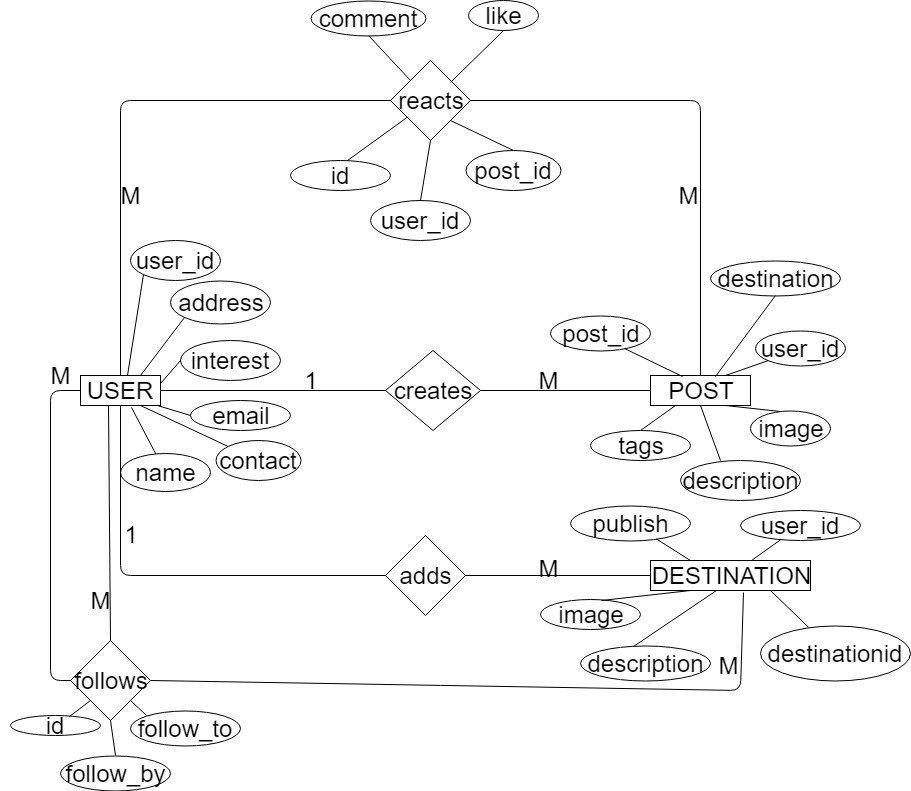 comment
like
reacts
id
post_id
user_id
M
M
user_id
address
interest
destination
post_id
user_id
M
USER
1
creates
M
POST
email
image
name
contact
tags
description
1
publish
user_id
adds
M
DESTINATION
M
image
description
destinationid
M
follows
id
follow_to
follow_by